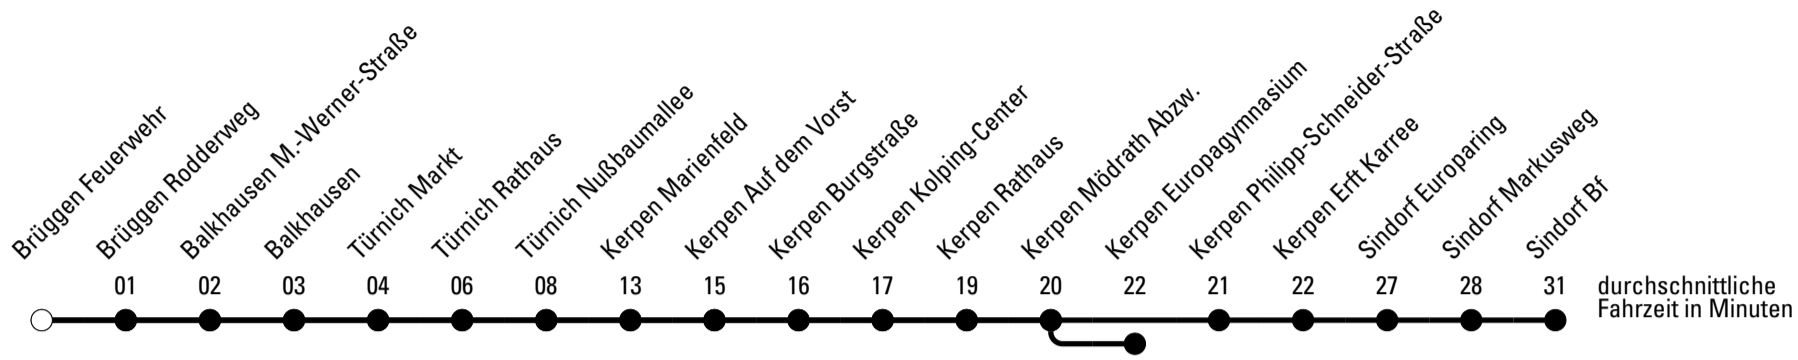 Brüggen Feuerwehr
Brüggen Rodderweg
Balkhausen M.-Werner-Straße
Balkhausen
Türnich Markt
Türnich Rathaus
Türnich Nußbaumallee
Kerpen Marienfeld
Kerpen Auf dem Vorst
Kerpen Burgstraße
Kerpen Kolping-Center
Kerpen Rathaus
Kerpen Mödrath Abzw.
Kerpen Europagymnasium
Kerpen Philipp-Schneider-Straße
Kerpen Erft Karree
Sindorf Europaring
Sindorf Markusweg
Sindorf Bf
01 02 03 04 06 08 13 15 16 17 19 20 22 21 22 27 28 31 durchschnittliche
Fahrzeit in Minuten